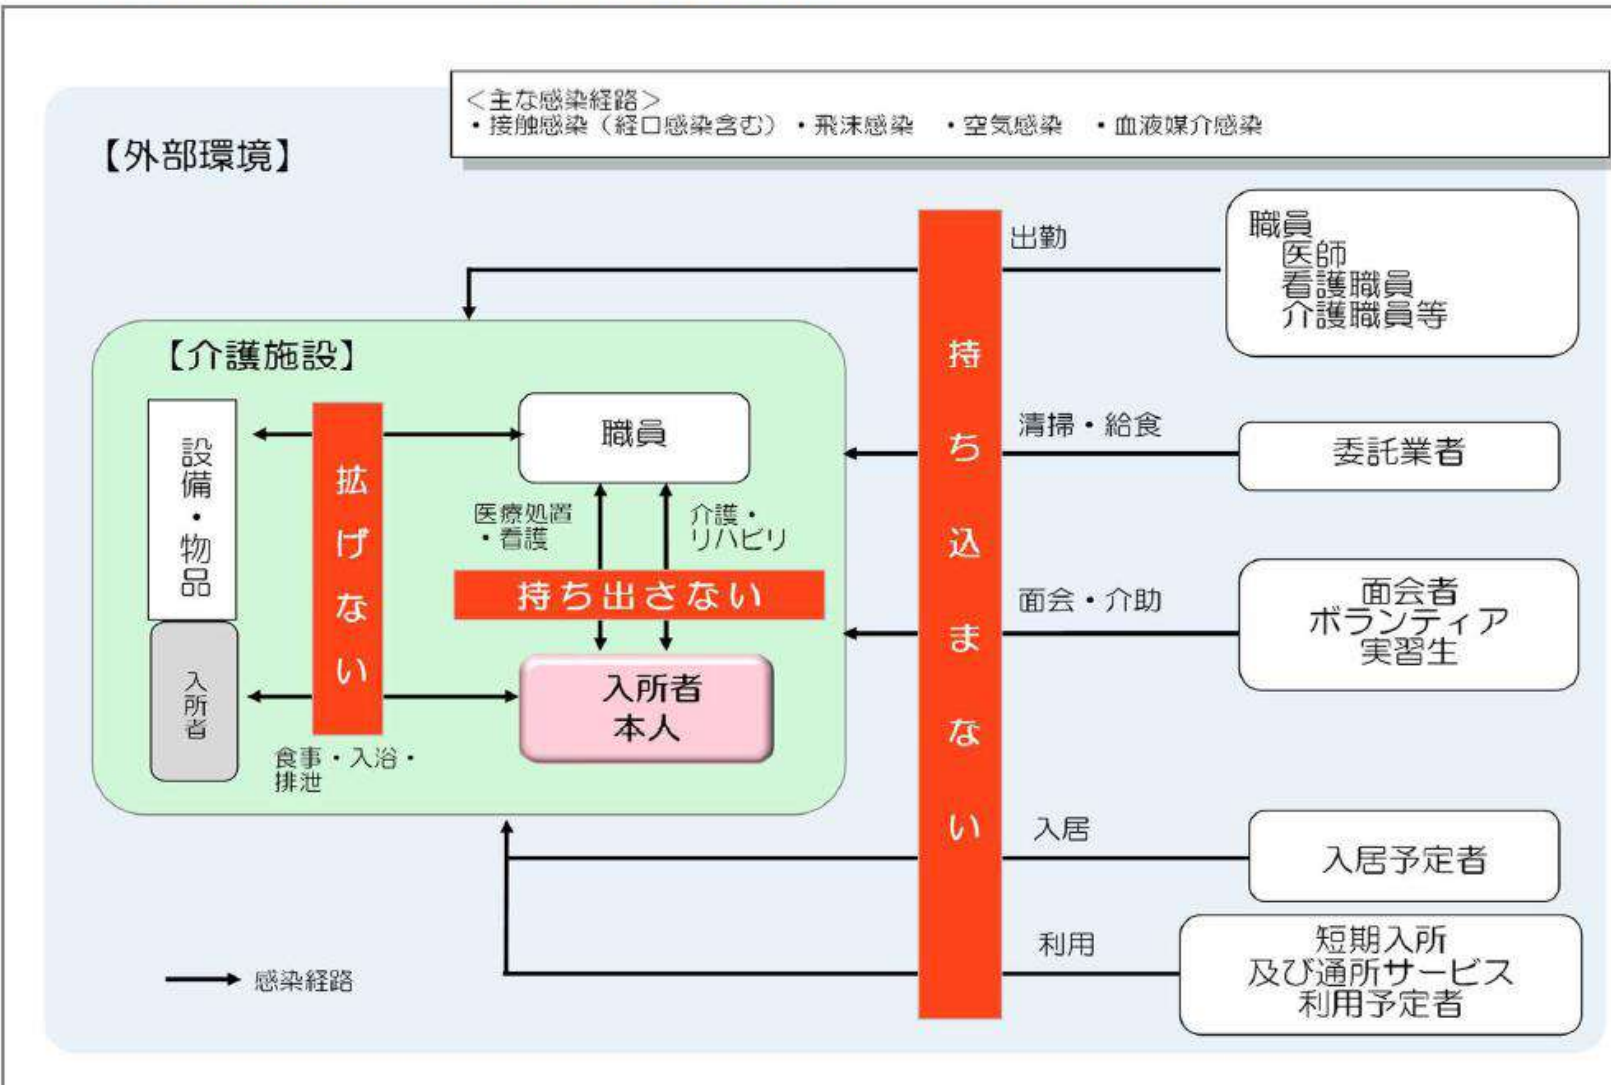 <主な感染経路>
・接触感染（経口感染含む）・飛沫感染　・空気感染　・血液媒介感染
【外部環境】
出勤
職員
医師
看護職員
介護職員等
持ち込まない
清掃・給食
委託業者
面会・介助
面会者
ボランティア
実習生
入居
入居予定者
利用
短期入所
及び通所サービス
利用予定者
【介護施設】
設備・物品
入所者
拡げない
職員
医療処置
・看護
介護・
リハビリ
持ち出さない
入所者
本人
食事・入浴・
排泄
感染経路